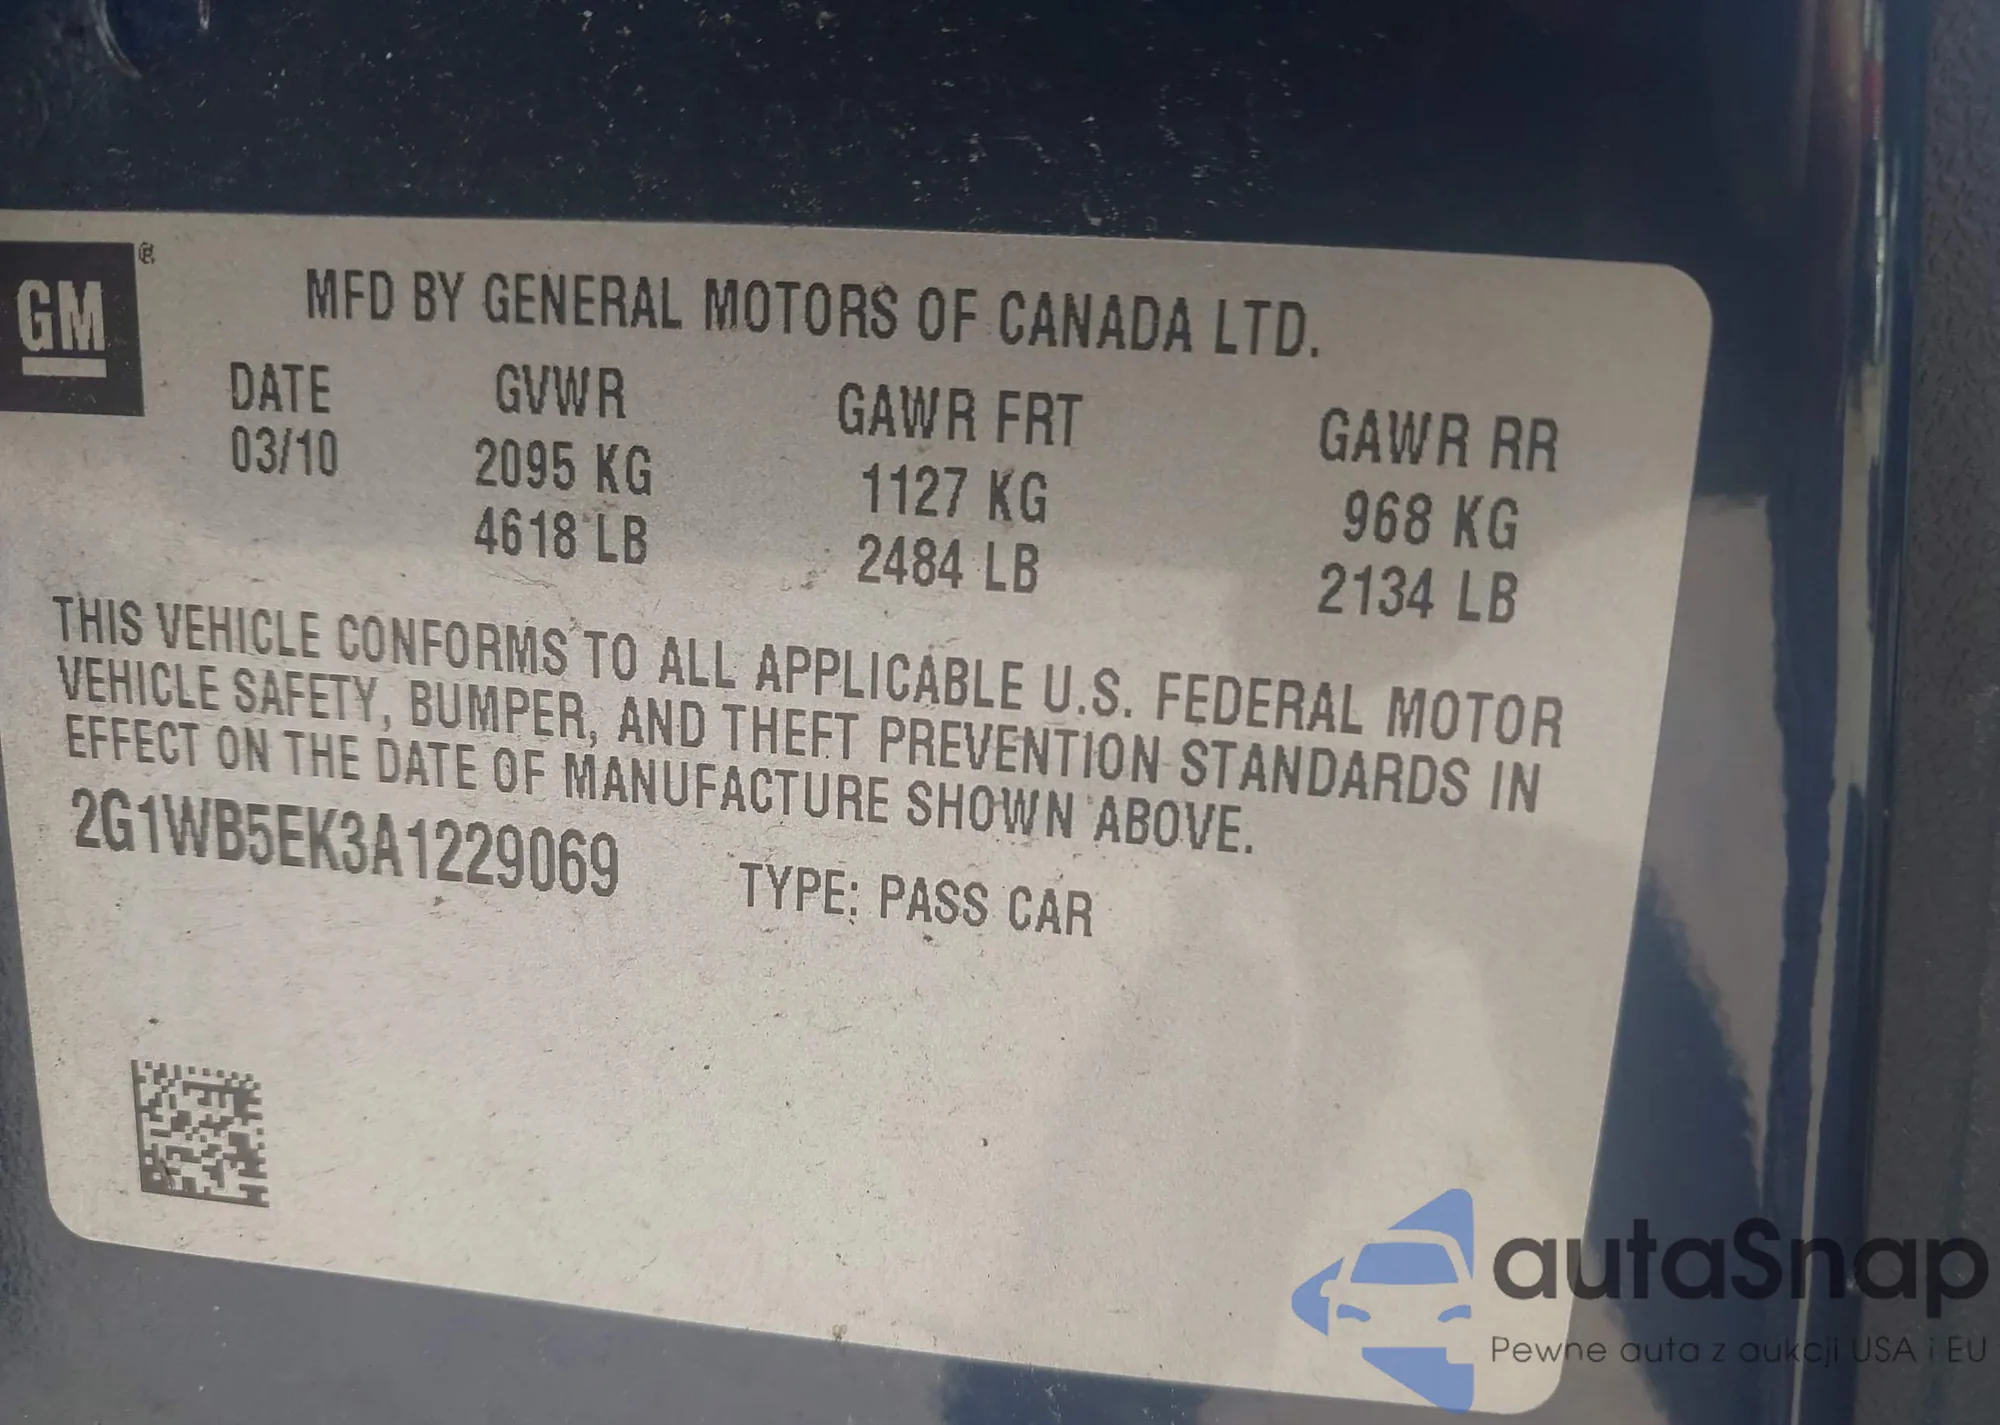 GM®
MFD BY GENERAL MOTORS OF CANADA LTD.
DATE GVWR GAWR FRT GAWR RR
03/10 2095 KG 1127 KG 968 KG
4618 LB 2484 LB 2134 LB
THIS VEHICLE CONFORMS TO ALL APPLICABLE U.S. FEDERAL MOTOR
VEHICLE SAFETY, BUMPER, AND THEFT PREVENTION STANDARDS IN
EFFECT ON THE DATE OF MANUFACTURE SHOWN ABOVE.
2G1WB5EK3A1229069 TYPE: PASS CAR
autaSnap
Pewne auta z aukcji USA i EU